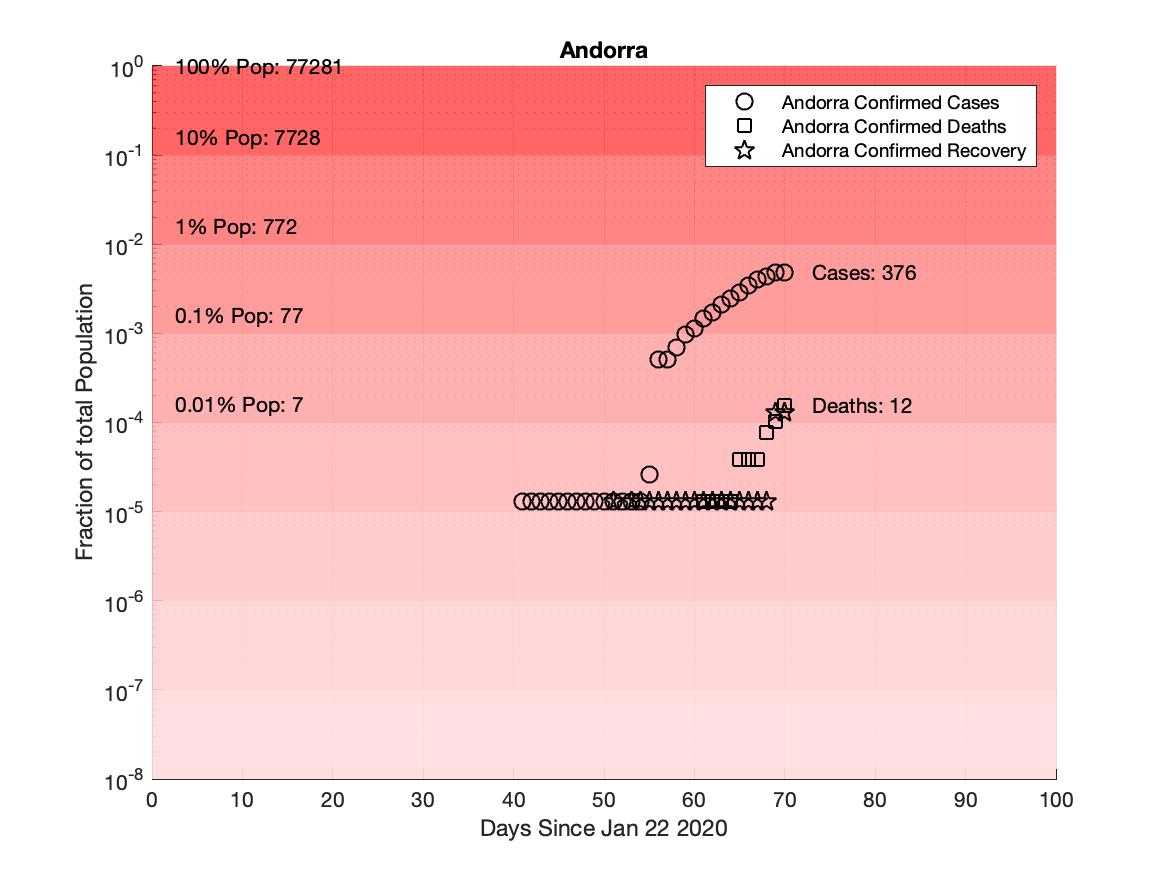 Andorra
10^0
100% Pop: 77281
Andorra Confirmed Cases
Andorra Confirmed Deaths
Andorra Confirmed Recovery
10% Pop: 7728
10^-1
1% Pop: 772
10^-2
Cases: 376
0.1% Pop: 77
10^-3
0.01% Pop: 7
Deaths: 12
10^-4
10^-5
10^-6
10^-7
10^-8
Fraction of total Population
0 10 20 30 40 50 60 70 80 90 100
Days Since Jan 22 2020